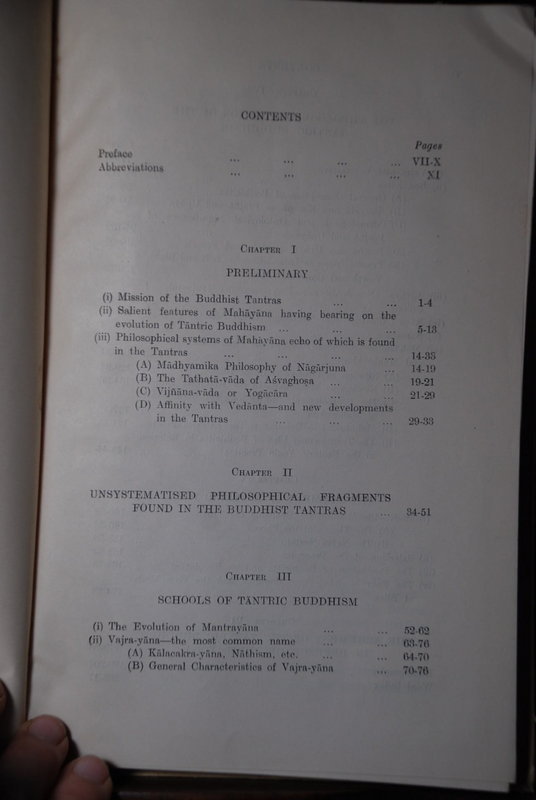 CONTENTS
Pages
Preface ... ... ... ... VII-X
Abbreviations ... ... ... ... XI
CHAPTER I
PRELIMINARY
(i) Mission of the Buddhist Tantras ... ... 1-4
(ii) Salient features of Mahāyāna having bearing on the
evolution of Tāntric Buddhism ... ... ... 5-13
(iii) Philosophical systems of Mahāyāna echo of which is found
in the Tantras ... ... ... ... 14-33
(A) Mādhyamika Philosophy of Nāgārjuna ... 14-19
(B) The Tathatā-vāda of Aśvaghoṣa ... ... 19-21
(C) Vijñāna-vāda or Yogācāra ... ... 21-29
(D) Affinity with Vedānta—and new developments
in the Tantras ... ... ... 29-33
CHAPTER II
UNSYSTEMATISED PHILOSOPHICAL FRAGMENTS
FOUND IN THE BUDDHIST TANTRAS ... 34-51
CHAPTER III
SCHOOLS OF TĀNTRIC BUDDHISM
(i) The Evolution of Mantrayāna ... ... 52-62
(ii) Vajra-yāna—the most common name ... ... 63-76
(A) Kālacakra-yāna, Nāthism, etc. ... ... 64-70
(B) General Characteristics of Vajra-yāna ... 70-76